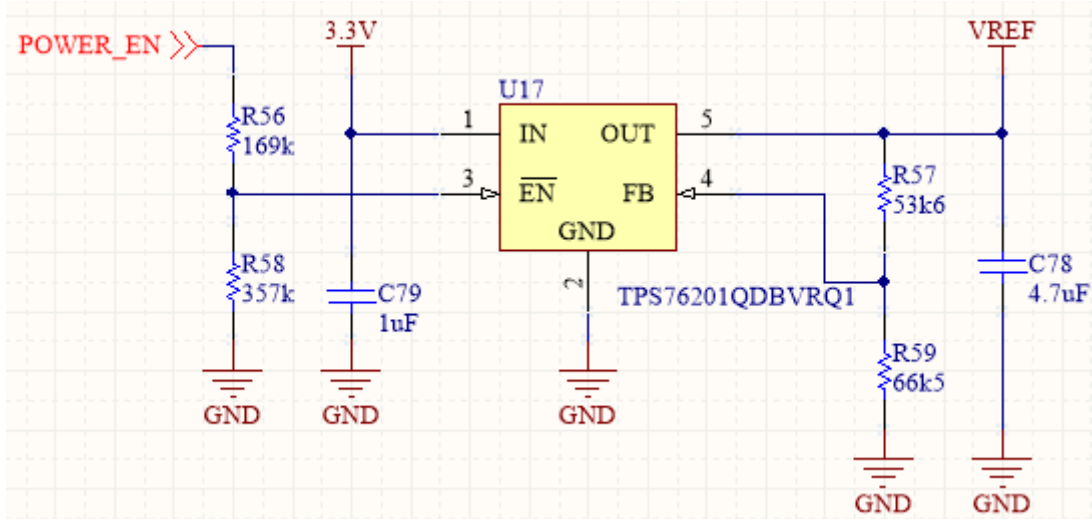 POWER_EN
3.3V
VREF
U17
R56
169k
1
IN
OUT
5
3
EN
FB
4
R57
53k6
GND
R58
357k
C79
1uF
2
TPS76201QDBVRQ1
C78
4.7uF
R59
66k5
GND
GND
GND
GND
GND